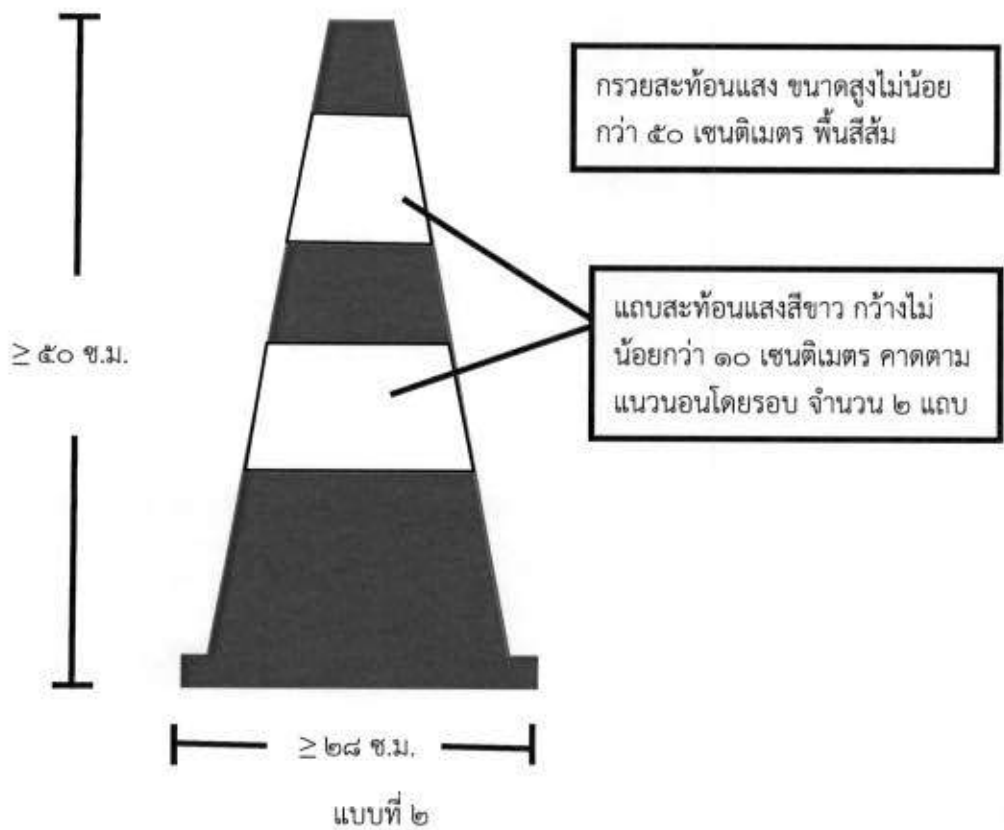 กรวยสะท้อนแสง ขนาดสูงไม่น้อย
กว่า ๕๐ เซนติเมตร พื้นสีส้ม
แถบสะท้อนแสงสีขาว กว้างไม่
น้อยกว่า ๑๐ เซนติเมตร คาดตาม
แนวนอนโดยรอบ จำนวน ๒ แถบ
≥ ๕๐ ซ.ม.
≥ ๒๘ ซ.ม.
แบบที่ ๒